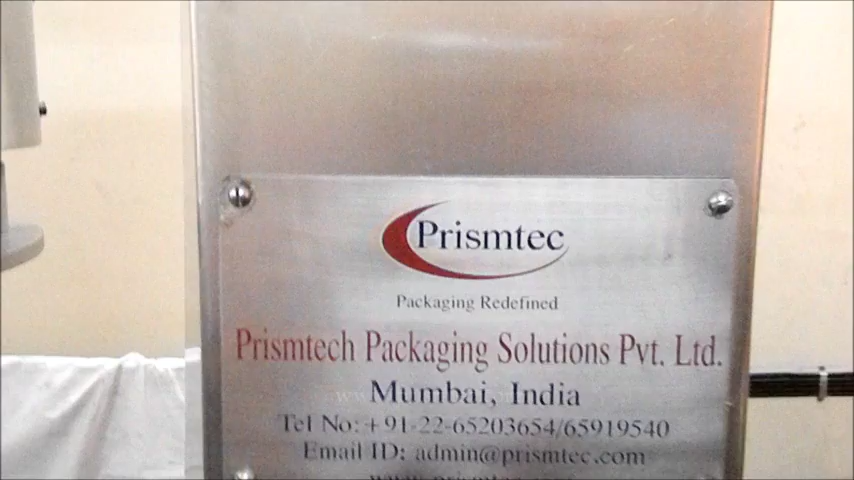 Prismtec
Packaging Redefined
Prismtech Packaging Solutions Pvt. Ltd.
Mumbai, India
Tel No: +91-22-65203654/65919540
Email ID: admin@prismtec.com